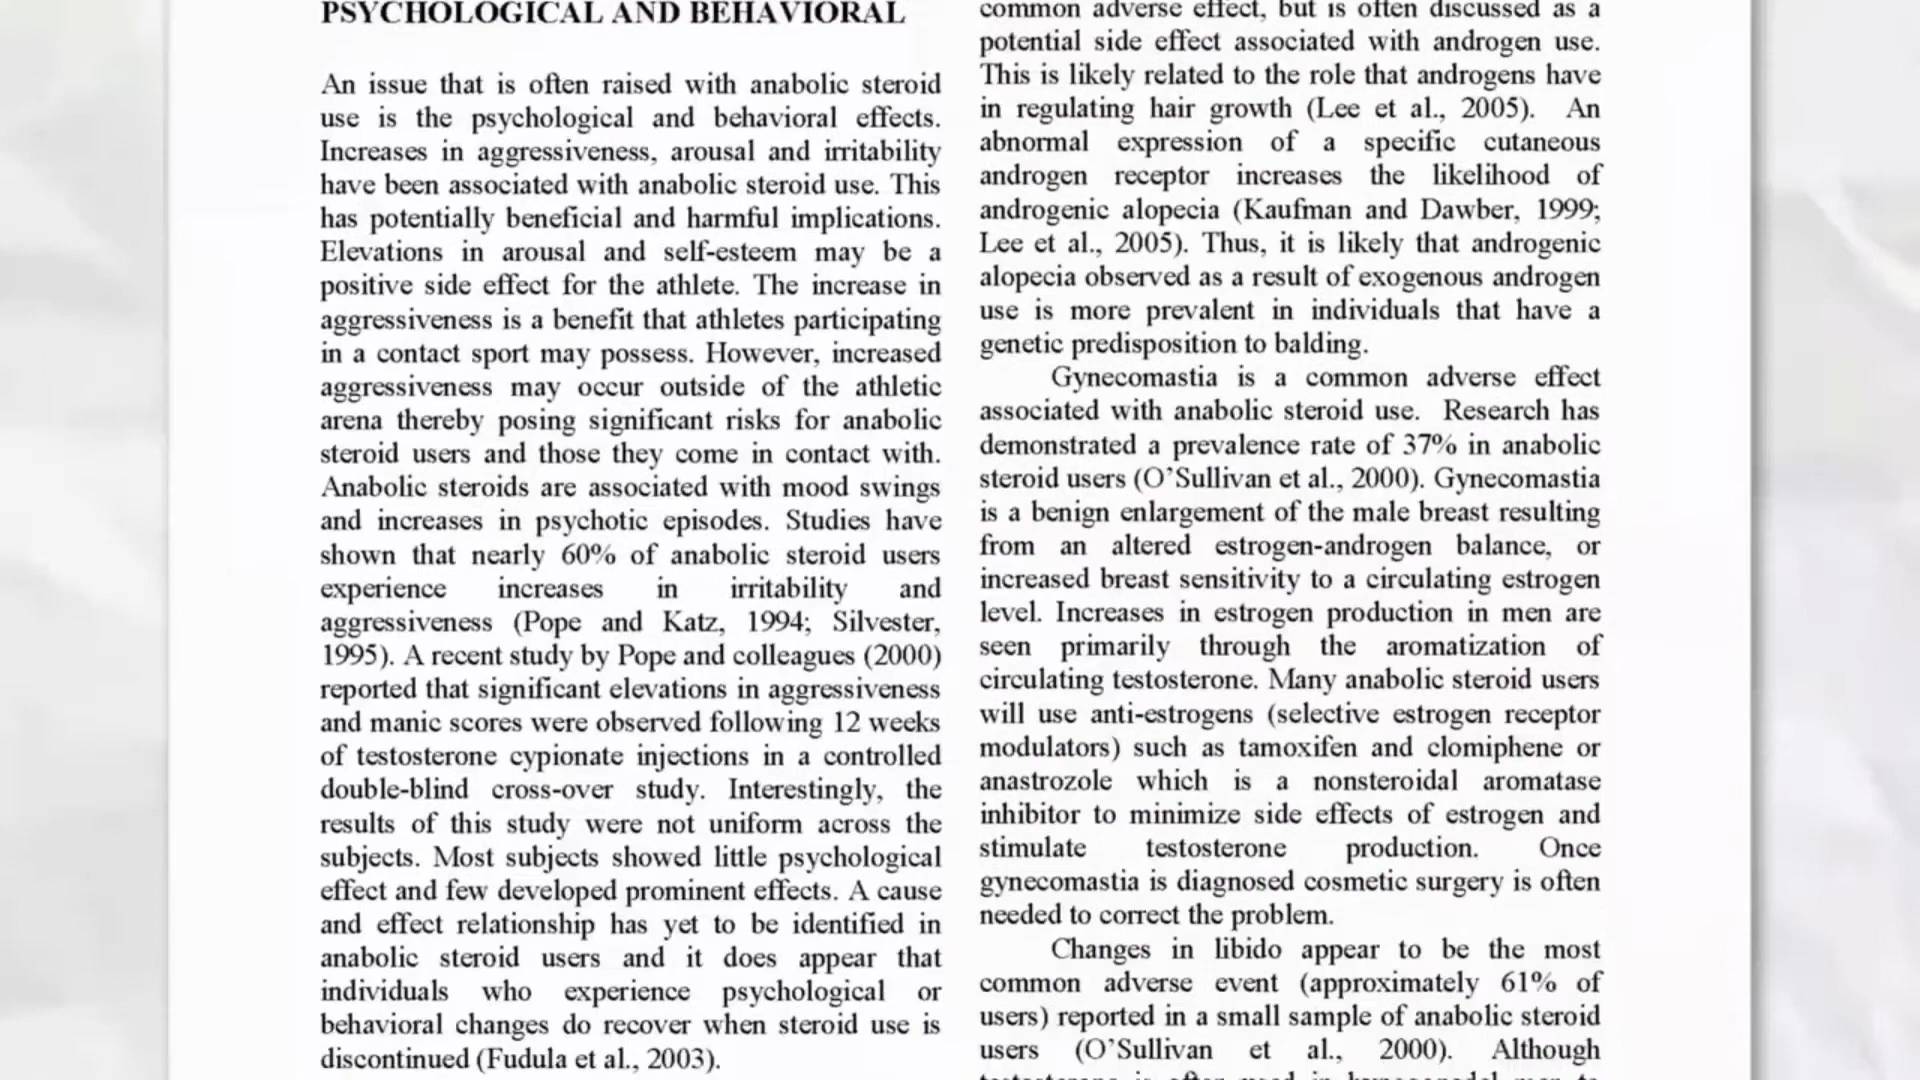 PSYCHOLOGICAL AND BEHAVIORAL
An issue that is often raised with anabolic steroid
use is the psychological and behavioral effects.
Increases in aggressiveness, arousal and irritability
have been associated with anabolic steroid use. This
has potentially beneficial and harmful implications.
Elevations in arousal and self-esteem may be a
positive side effect for the athlete. The increase in
aggressiveness is a benefit that athletes participating
in a contact sport may possess. However, increased
aggressiveness may occur outside of the athletic
arena thereby posing significant risks for anabolic
steroid users and those they come in contact with.
Anabolic steroids are associated with mood swings
and increases in psychotic episodes. Studies have
shown that nearly 60% of anabolic steroid users
experience increases in irritability and
aggressiveness (Pope and Katz, 1994; Silvester,
1995). A recent study by Pope and colleagues (2000)
reported that significant elevations in aggressiveness
and manic scores were observed following 12 weeks
of testosterone cypionate injections in a controlled
double-blind cross-over study. Interestingly, the
results of this study were not uniform across the
subjects. Most subjects showed little psychological
effect and few developed prominent effects. A cause
and effect relationship has yet to be identified in
anabolic steroid users and it does appear that
individuals who experience psychological or
behavioral changes do recover when steroid use is
discontinued (Fudula et al., 2003).
common adverse effect, but is often discussed as a
potential side effect associated with androgen use.
This is likely related to the role that androgens have
in regulating hair growth (Lee et al., 2005). An
abnormal expression of a specific cutaneous
androgen receptor increases the likelihood of
androgenic alopecia (Kaufman and Dawber, 1999;
Lee et al., 2005). Thus, it is likely that androgenic
alopecia observed as a result of exogenous androgen
use is more prevalent in individuals that have a
genetic predisposition to balding.
Gynecomastia is a common adverse effect
associated with anabolic steroid use. Research has
demonstrated a prevalence rate of 37% in anabolic
steroid users (O’Sullivan et al., 2000). Gynecomastia
is a benign enlargement of the male breast resulting
from an altered estrogen-androgen balance, or
increased breast sensitivity to a circulating estrogen
level. Increases in estrogen production in men are
seen primarily through the aromatization of
circulating testosterone. Many anabolic steroid users
will use anti-estrogens (selective estrogen receptor
modulators) such as tamoxifen and clomiphene or
anastrozole which is a nonsteroidal aromatase
inhibitor to minimize side effects of estrogen and
stimulate testosterone production. Once
gynecomastia is diagnosed cosmetic surgery is often
needed to correct the problem.
Changes in libido appear to be the most
common adverse event (approximately 61% of
users) reported in a small sample of anabolic steroid
users (O’Sullivan et al., 2000). Although